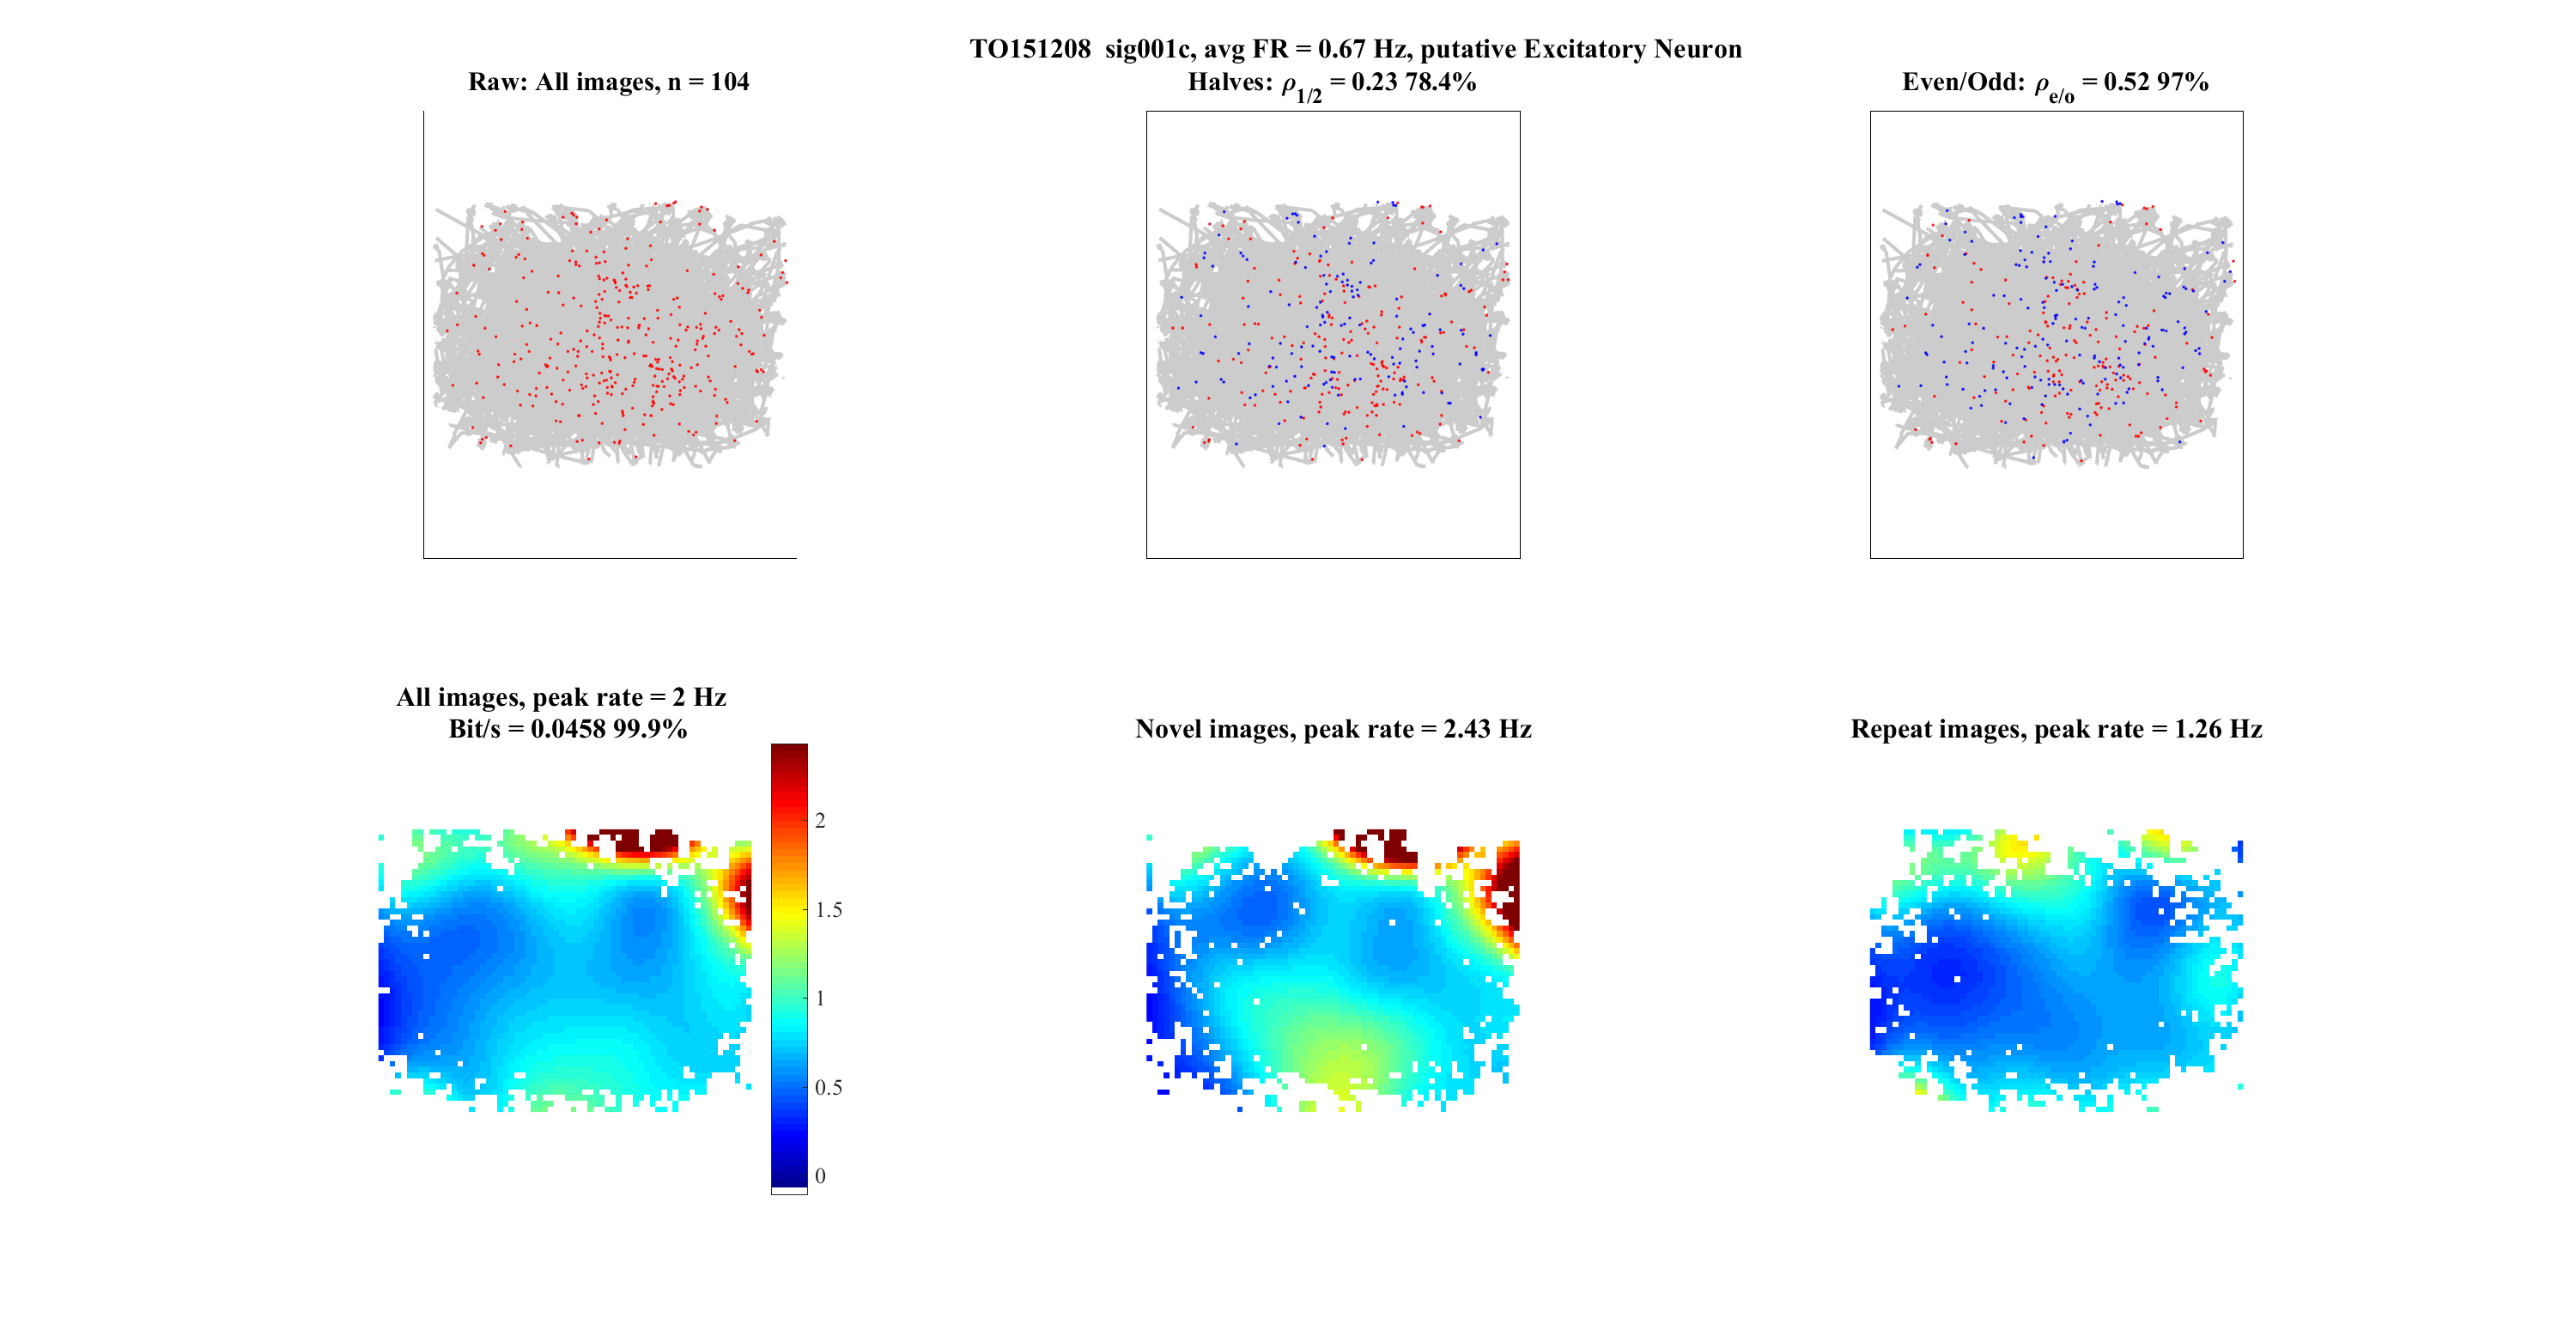 TO151208  sig001c, avg FR = 0.67 Hz, putative Excitatory Neuron
Raw: All images, n = 104
Halves: ρ1/2 = 0.23 78.4%
Even/Odd: ρe/o = 0.52 97%
All images, peak rate = 2 Hz
Bit/s = 0.0458 99.9%
Novel images, peak rate = 2.43 Hz
Repeat images, peak rate = 1.26 Hz
2
1.5
1
0.5
0